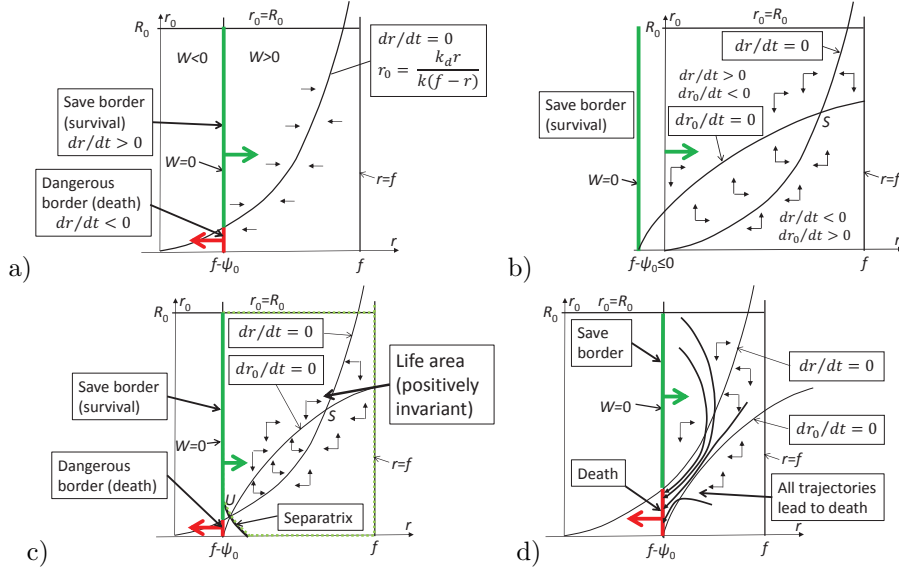 r₀
r₀=R₀
R₀
W<0
W>0
dr/dt = 0
r₀ = k_d r / k(f − r)
Save border
(survival)
dr/dt > 0
W=0
Dangerous
border (death)
dr/dt < 0
r=f
r
f-ψ₀
f
a)
r₀
r₀=R₀
R₀
dr/dt = 0
dr/dt > 0
dr₀/dt < 0
dr₀/dt = 0
Save border
(survival)
S
W=0
r=f
dr/dt < 0
dr₀/dt > 0
r
f-ψ₀≤0
f
b)
r₀
r₀=R₀
R₀
dr/dt = 0
dr₀/dt = 0
Life area
(positively
invariant)
Save border
(survival)
S
W=0
r=f
Dangerous
border (death)
U
Separatrix
r
f-ψ₀
f
c)
r₀
r₀=R₀
R₀
Save
border
dr/dt = 0
W=0
dr₀/dt = 0
r=f
Death
All trajectories
lead to death
r
f-ψ₀
f
d)